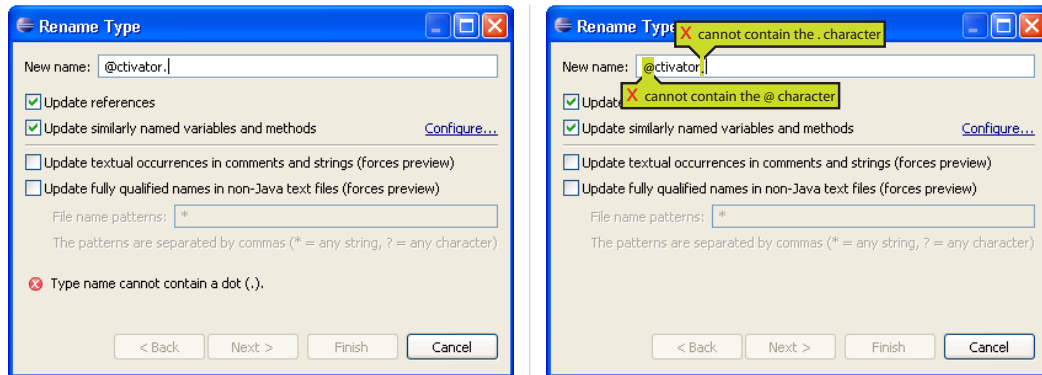 Rename Type
New name: @ctivator.
Update references
Update similarly named variables and methods Configure...
Update textual occurrences in comments and strings (forces preview)
Update fully qualified names in non-Java text files (forces preview)
File name patterns: *
The patterns are separated by commas (* = any string, ? = any character)
Type name cannot contain a dot (.).
< Back Next > Finish Cancel
Rename Type
X cannot contain the . character
New name: @ctivator.
X cannot contain the @ character
Update
Update similarly named variables and methods Configure...
Update textual occurrences in comments and strings (forces preview)
Update fully qualified names in non-Java text files (forces preview)
File name patterns: *
The patterns are separated by commas (* = any string, ? = any character)
< Back Next > Finish Cancel